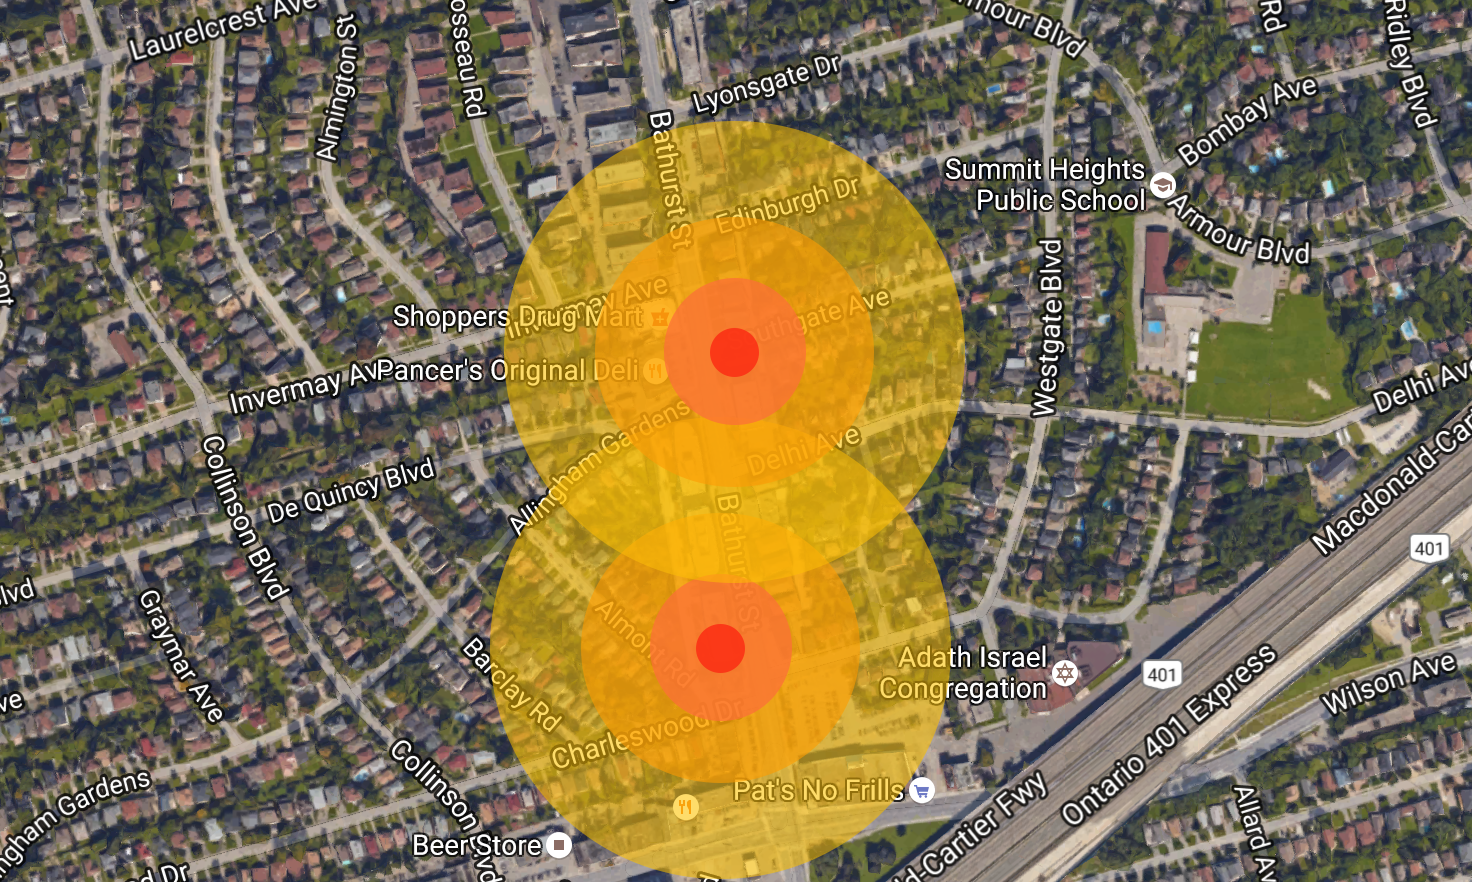 Laurelcrest Ave
Almington St
osseau Rd
mour Blvd
Rd
Ridley Blvd
Lyonsgate Dr
Bathurst St
Bombay Ave
Summit Heights
Public School
Edinburgh Dr
Armour Blvd
Invermay Ave
Shoppers Drug Mart
uthgate Ave
Westgate Blvd
Pancer's Original Deli
Invermay Av
Delhi Ave
Allingham Gardens
Delhi Ave
Collinson Blvd
De Quincy Blvd
Bathurst St
Macdonald-Car
401
lvd
Graymar Ave
Almont Rd
Barclay Rd
Adath Israel
Congregation
401
Ontario 401 Express
Wilson Ave
ve
Charleswood Dr
Collinson Blvd
ngham Gardens
Pat's No Frills
ld-Cartier Fwy
Allard Av
Beer Store
d Dr